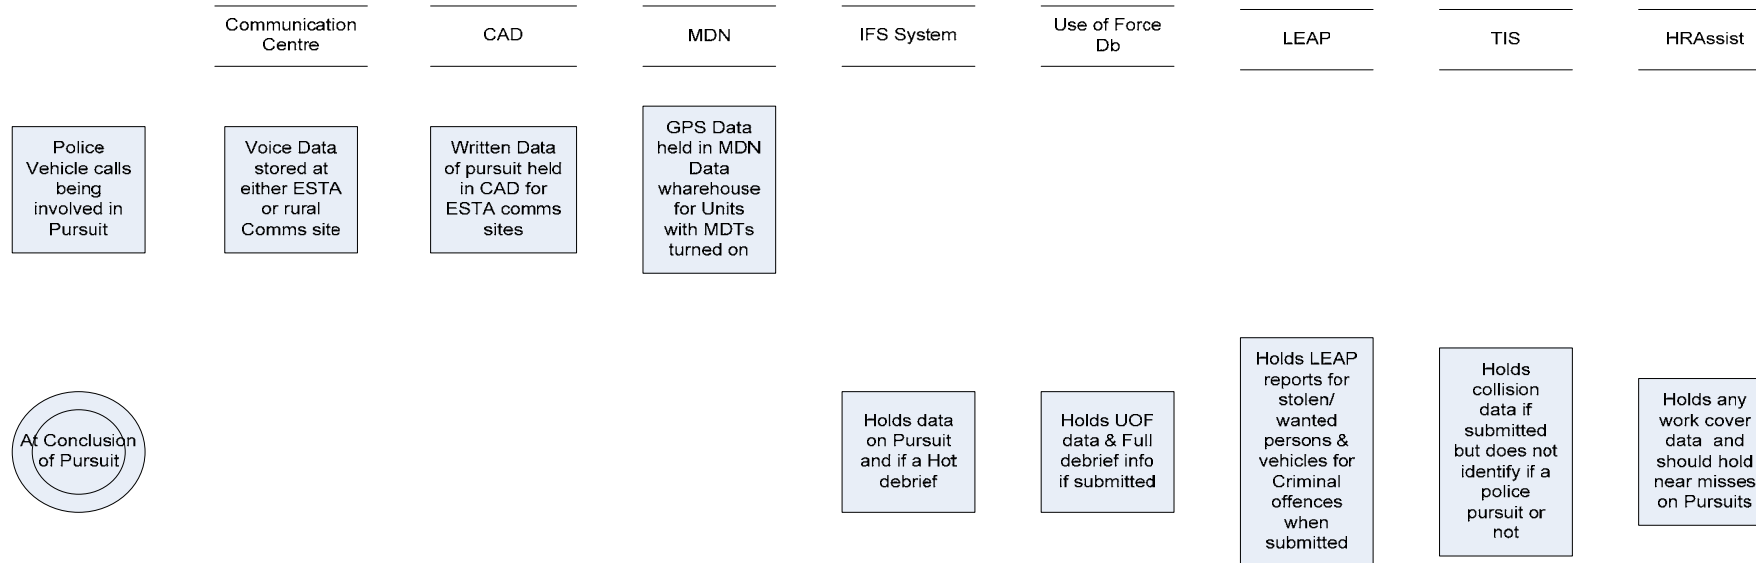 Communication
Centre
CAD
MDN
IFS System
Use of Force
Db
LEAP
TIS
HRAssist
Police
Vehicle calls
being
involved in
Pursuit
Voice Data
stored at
either ESTA
or rural
Comms site
Written Data
of pursuit held
in CAD for
ESTA comms
sites
GPS Data
held in MDN
Data
wharehouse
for Units
with MDTs
turned on
At Conclusion
of Pursuit
Holds data
on Pursuit
and if a Hot
debrief
Holds UOF
data & Full
debrief info
if submitted
Holds LEAP
reports for
stolen/
wanted
persons &
vehicles for
Criminal
offences
when
submitted
Holds
collision
data if
submitted
but does not
identify if a
police
pursuit or
not
Holds any
work cover
data and
should hold
near misses
on Pursuits